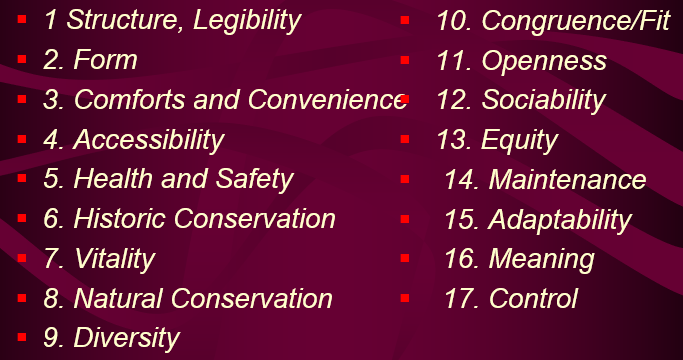 1 Structure, Legibility
2. Form
3. Comforts and Convenience
4. Accessibility
5. Health and Safety
6. Historic Conservation
7. Vitality
8. Natural Conservation
9. Diversity
10. Congruence/Fit
11. Openness
12. Sociability
13. Equity
14. Maintenance
15. Adaptability
16. Meaning
17. Control